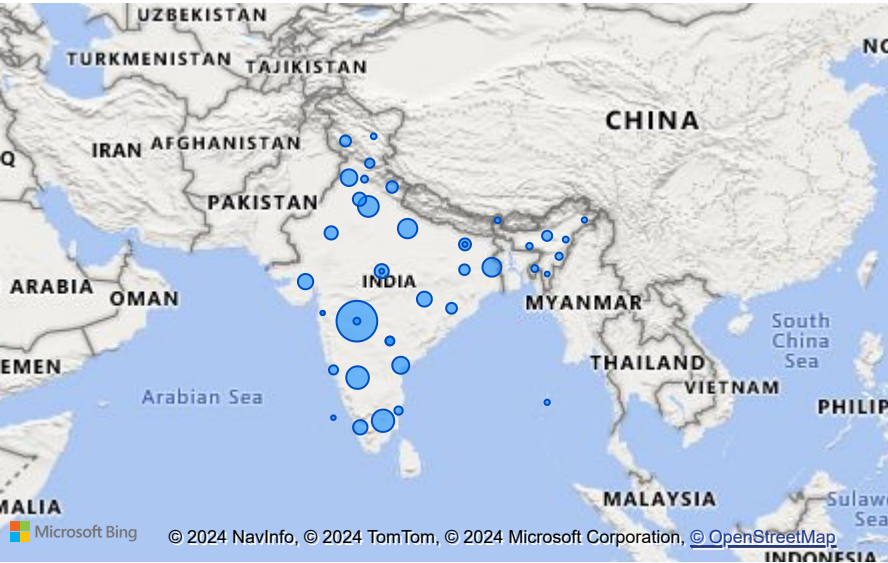 UZBEKISTAN
NO
TURKMENISTAN
TAJIKISTAN
CHINA
IRAN
AFGHANISTAN
Q
PAKISTAN
ARABIA
OMAN
INDIA
MYANMAR
South
China
Sea
EMEN
THAILAND
VIETNAM
Arabian Sea
PHILIP
MALAYSIA
Sulaw
Sea
MALIA
Microsoft Bing
© 2024 NavInfo, © 2024 TomTom, © 2024 Microsoft Corporation, © OpenStreetMap
INDONESIA